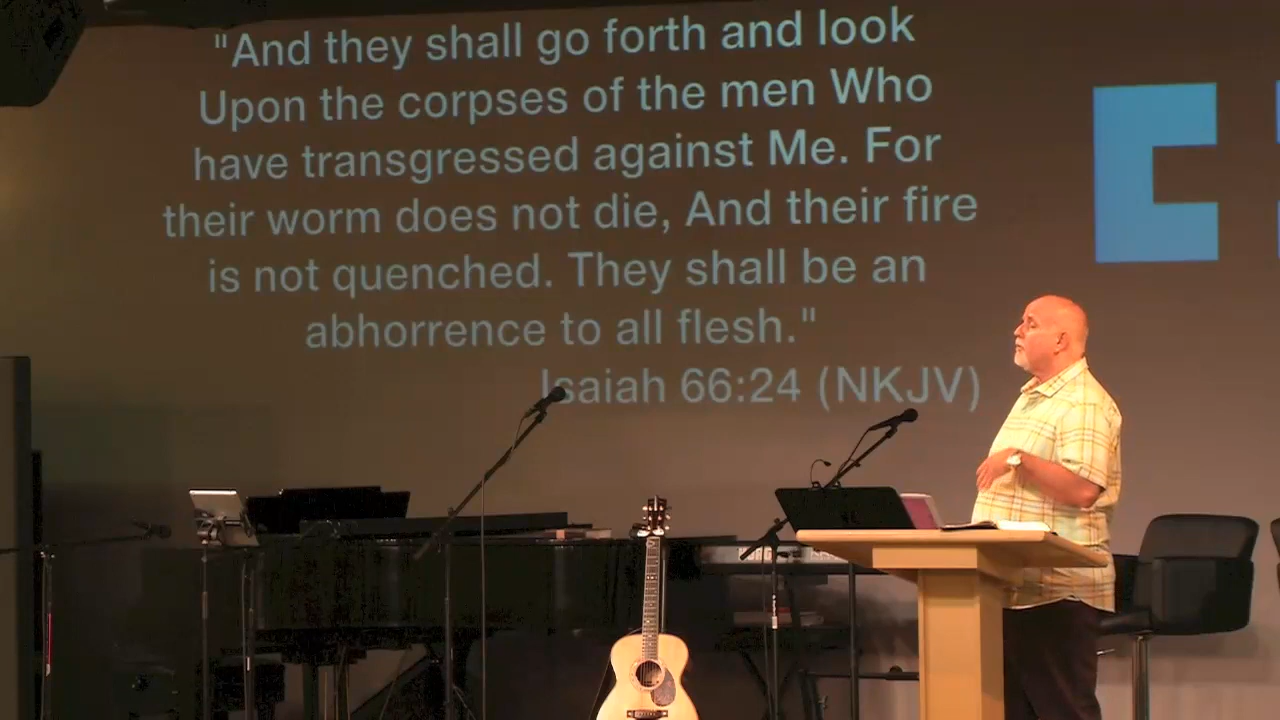 "And they shall go forth and look
Upon the corpses of the men Who
have transgressed against Me. For
their worm does not die, And their fire
is not quenched. They shall be an
abhorrence to all flesh."
Isaiah 66:24 (NKJV)